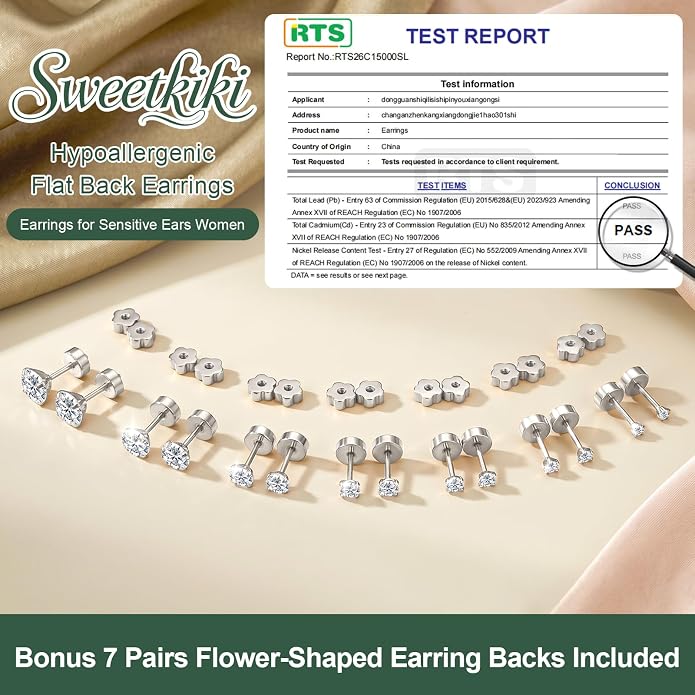 Sweetkiki
Hypoallergenic
Flat Back Earrings
Earrings for Sensitive Ears Women
RTS
TEST REPORT
Report No.:RTS26C15000SL
Test information
Applicant : dongguanshiqilisishipinyouxiangongsi
Address : changanzhenkangxiangdongjie1hao301shi
Product name : Earrings
Country of Origin : China
Test Requested : Tests requested in accordance to client requirement.
TEST ITEMS CONCLUSION
Total Lead (Pb) - Entry 63 of Commission Regulation (EU) 2015/628&(EU) 2023/923 Amending
Annex XVII of REACH Regulation (EC) No 1907/2006
PASS
Total Cadmium(Cd) - Entry 23 of Commission Regulation (EU) No 835/2012 Amending Annex
XVII of REACH Regulation (EC) No 1907/2006
PASS
Nickel Release Content Test - Entry 27 of Regulation (EC) No 552/2009 Amending Annex XVII
of REACH Regulation (EC) No 1907/2006 on the release of Nickel content.
PASS
DATA = see results or see next page.
Bonus 7 Pairs Flower-Shaped Earring Backs Included